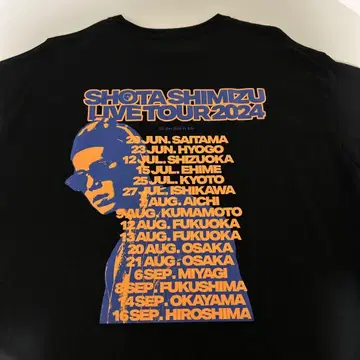 SHOTA SHIMIZU
LIVE TOUR 2024
JUN. SAITAMA
23 JUN. HYOGO
12 JUL. SHIZUOKA
15 JUL. EHIME
25 JUL. KYOTO
27 JUL. ISHIKAWA
AUG. AICHI
9 AUG. KUMAMOTO
12 AUG. FUKUOKA
13 AUG. FUKUOKA
20 AUG. OSAKA
21 AUG. OSAKA
6 SEP. MIYAGI
8 SEP. FUKUSHIMA
14 SEP. OKAYAMA
16 SEP. HIROSHIMA